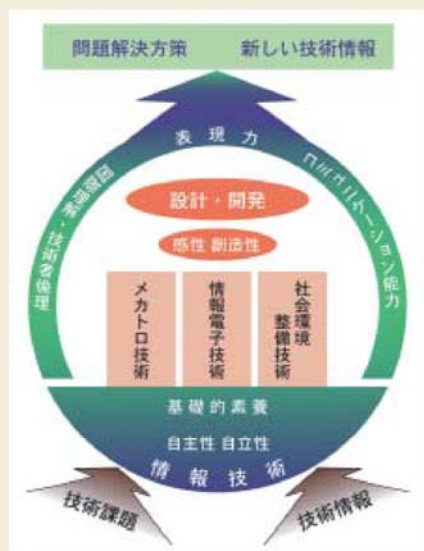 問題解決方策 新しい技術情報
表現力
国際理解・技術者倫理
コミュニケーション能力
設計・開発
感性 創造性
メカトロ技術
情報電子技術
社会環境
整備技術
基礎的素養
自主性 自立性
情報技術
技術課題
技術情報